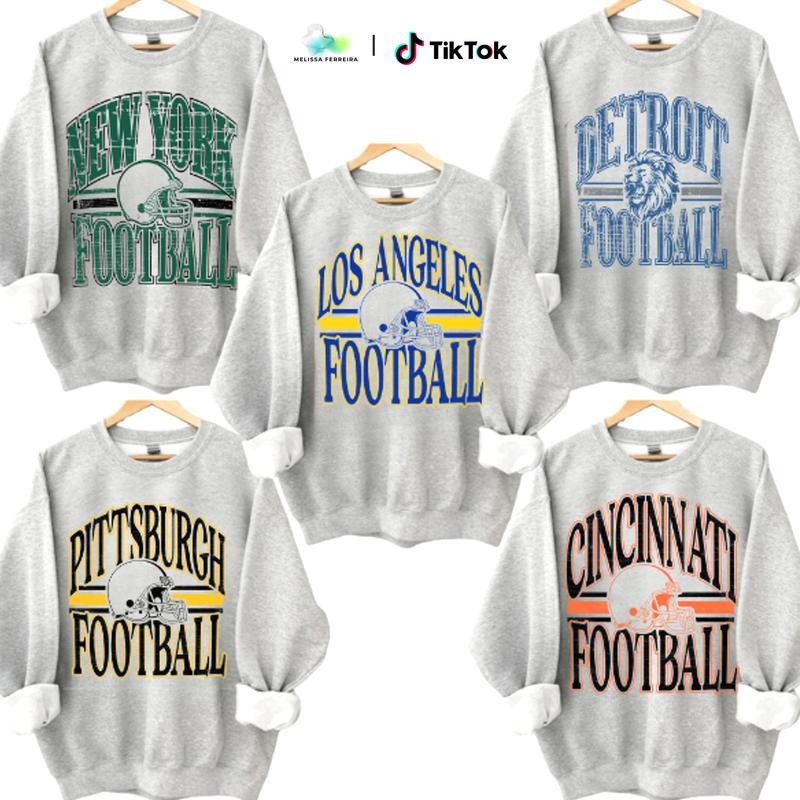 MELISSA FERREIRA
TikTok
NEW YORK
FOOTBALL
DETROIT
FOOTBALL
LOS ANGELES
FOOTBALL
PITTSBURGH
FOOTBALL
CINCINNATI
FOOTBALL